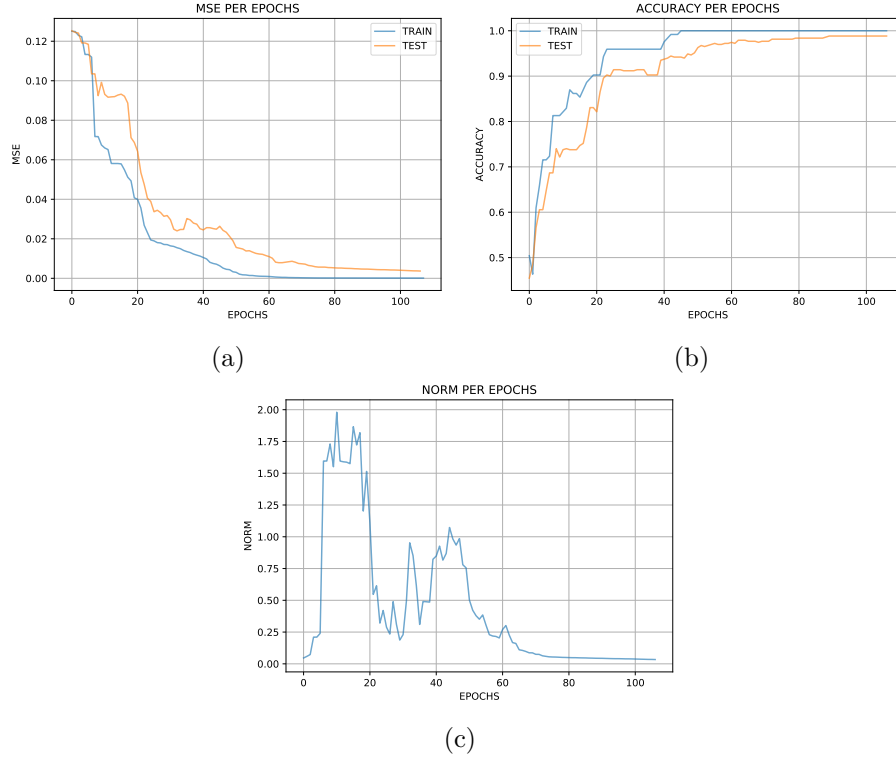 MSE PER EPOCHS
0.12
0.10
0.08
0.06
0.04
0.02
0.00
MSE
TRAIN
TEST
0 20 40 60 80 100
EPOCHS
(a)
ACCURACY PER EPOCHS
1.0
0.9
0.8
0.7
0.6
0.5
ACCURACY
TRAIN
TEST
0 20 40 60 80 100
EPOCHS
(b)
NORM PER EPOCHS
2.00
1.75
1.50
1.25
1.00
0.75
0.50
0.25
0.00
NORM
0 20 40 60 80 100
EPOCHS
(c)